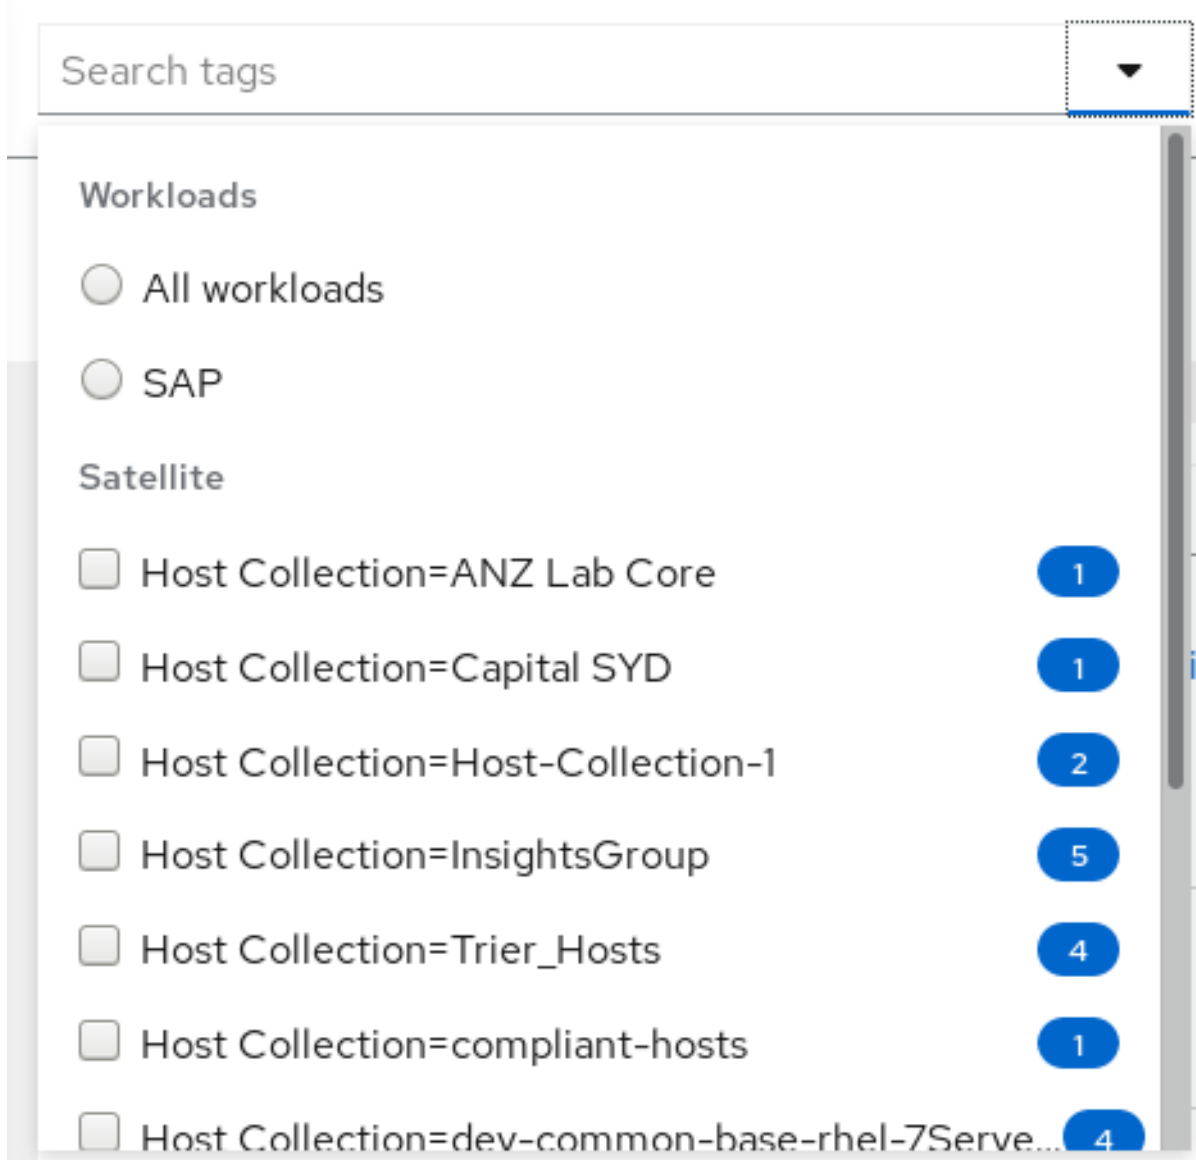 Search tags
Workloads
All workloads
SAP
Satellite
Host Collection=ANZ Lab Core 1
Host Collection=Capital SYD 1
Host Collection=Host-Collection-1 2
Host Collection=InsightsGroup 5
Host Collection=Trier_Hosts 4
Host Collection=compliant-hosts 1
Host Collection=dev-common-base-rhel-7Serve... 4